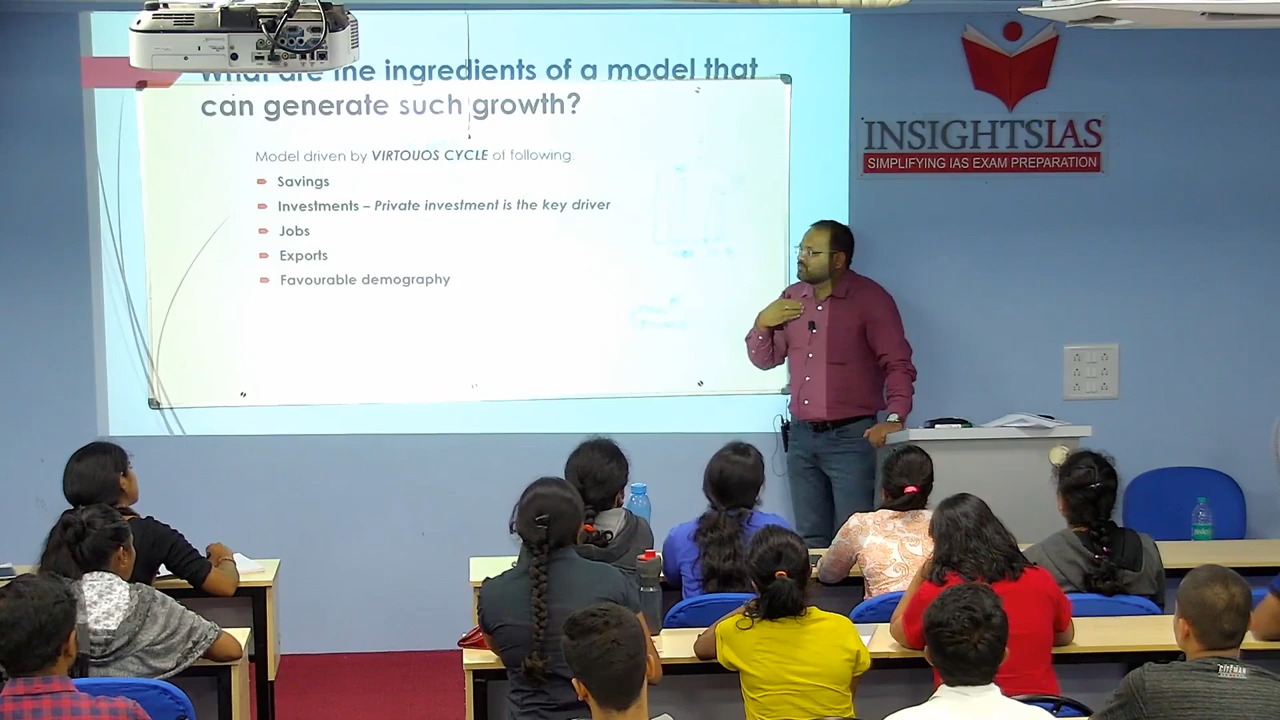 What are the ingredients of a model that
can generate such growth?
Model driven by VIRTOUOS CYCLE of following:
Savings
Investments – Private investment is the key driver
Jobs
Exports
Favourable demography
INSIGHTSIAS
SIMPLIFYING IAS EXAM PREPARATION